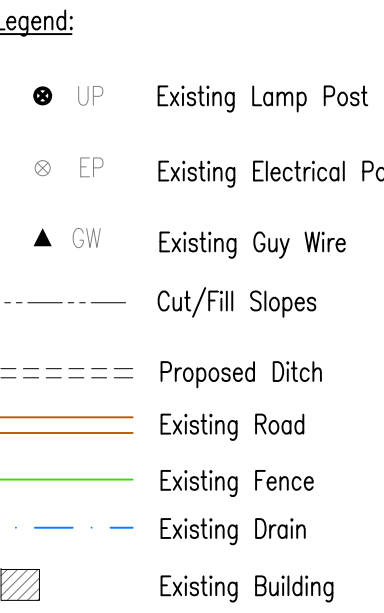 Legend:
UP Existing Lamp Post
EP Existing Electrical
GW Existing Guy Wire
Cut/Fill Slopes
Proposed Ditch
Existing Road
Existing Fence
Existing Drain
Existing Building